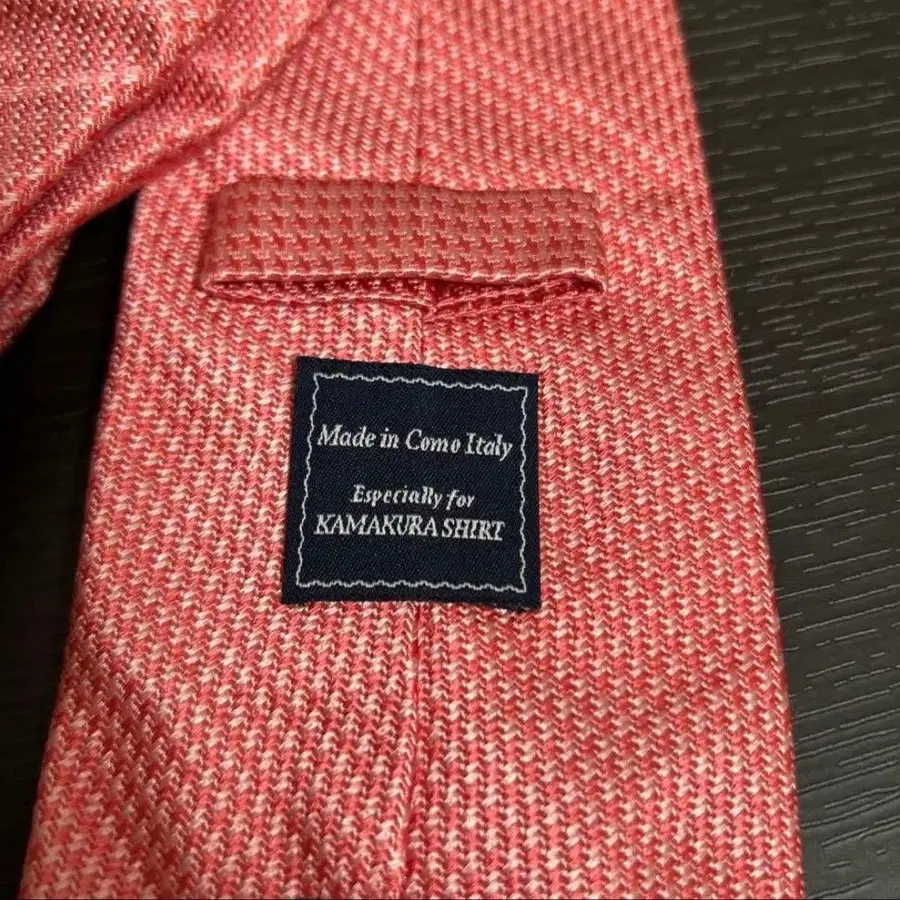 Made in Como Italy
Especially for
KAMAKURA SHIRT